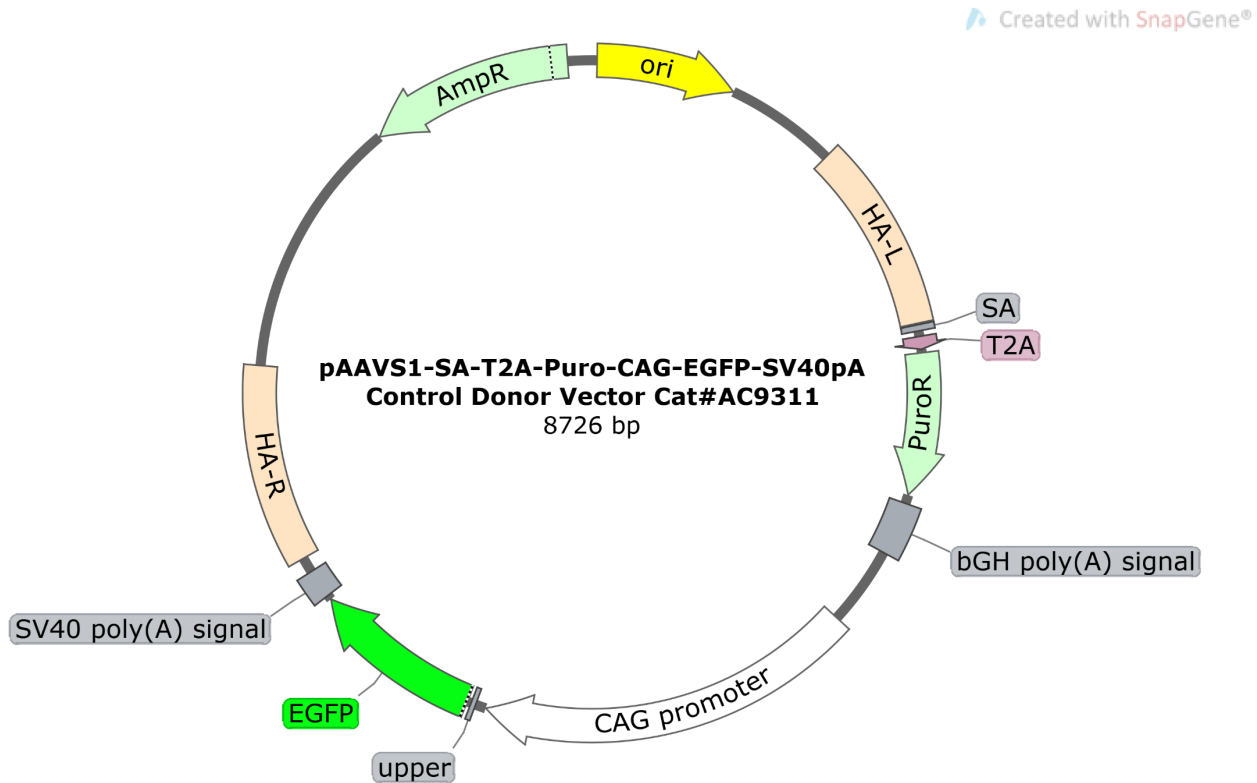 Created with SnapGene®
AmpR
ori
HA-L
SA
T2A
pAAVS1-SA-T2A-Puro-CAG-EGFP-SV40pA
Control Donor Vector Cat#AC9311
8726 bp
PuroR
HA-R
bGH poly(A) signal
SV40 poly(A) signal
CAG promoter
EGFP
upper